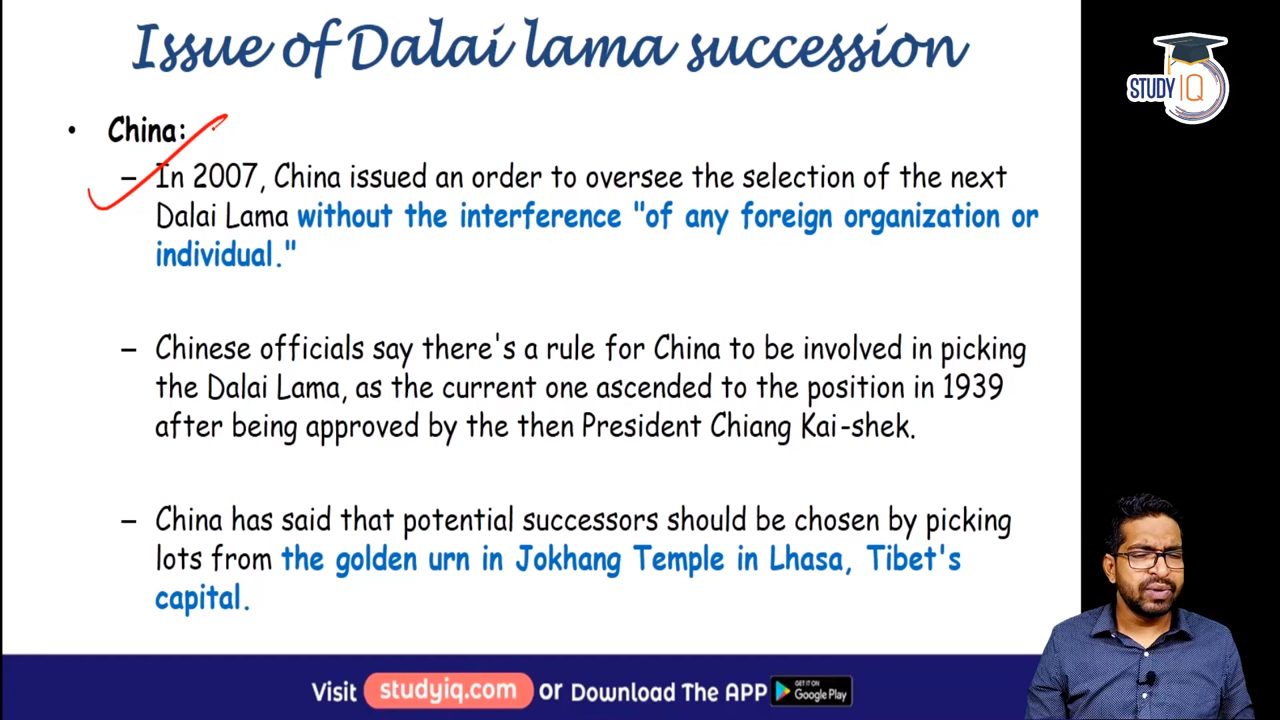 Issue of Dalai lama succession
STUDY IQ
• China:
– In 2007, China issued an order to oversee the selection of the next
Dalai Lama without the interference "of any foreign organization or
individual."
– Chinese officials say there's a rule for China to be involved in picking
the Dalai Lama, as the current one ascended to the position in 1939
after being approved by the then President Chiang Kai-shek.
– China has said that potential successors should be chosen by picking
lots from the golden urn in Jokhang Temple in Lhasa, Tibet's
capital.
Visit studyiq.com or Download The APP GET IT ON Google Play